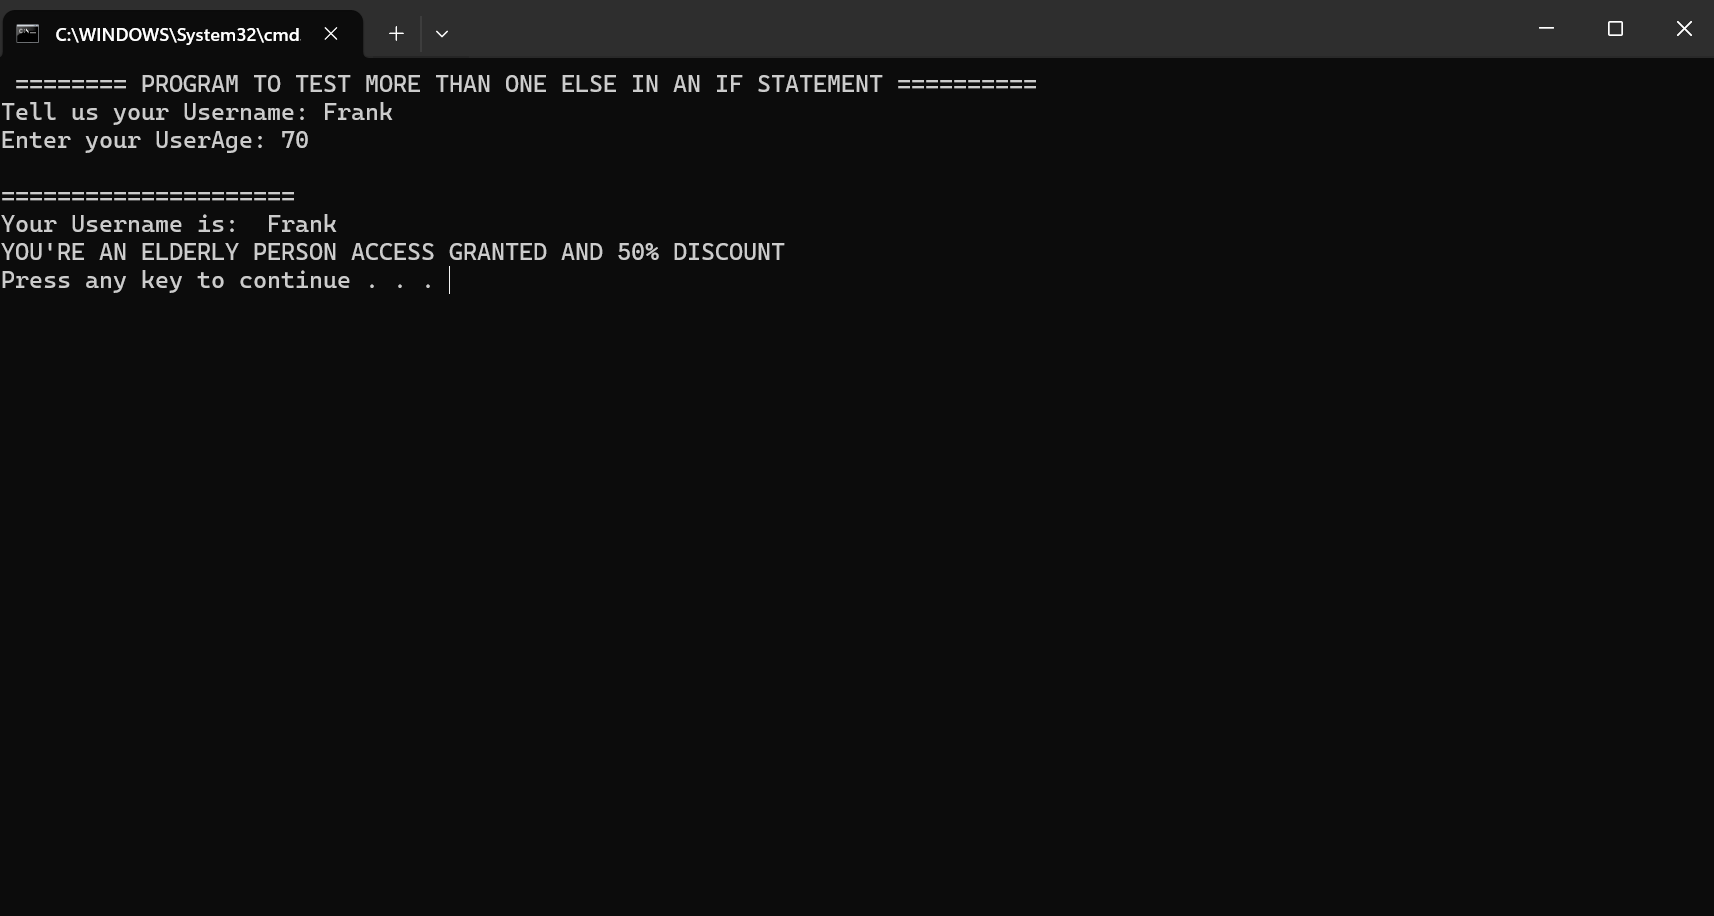 C:\WINDOWS\System32\cmd.
======== PROGRAM TO TEST MORE THAN ONE ELSE IN AN IF STATEMENT ==========
Tell us your Username: Frank
Enter your UserAge: 70
=====================
Your Username is:  Frank
YOU'RE AN ELDERLY PERSON ACCESS GRANTED AND 50% DISCOUNT
Press any key to continue . . .